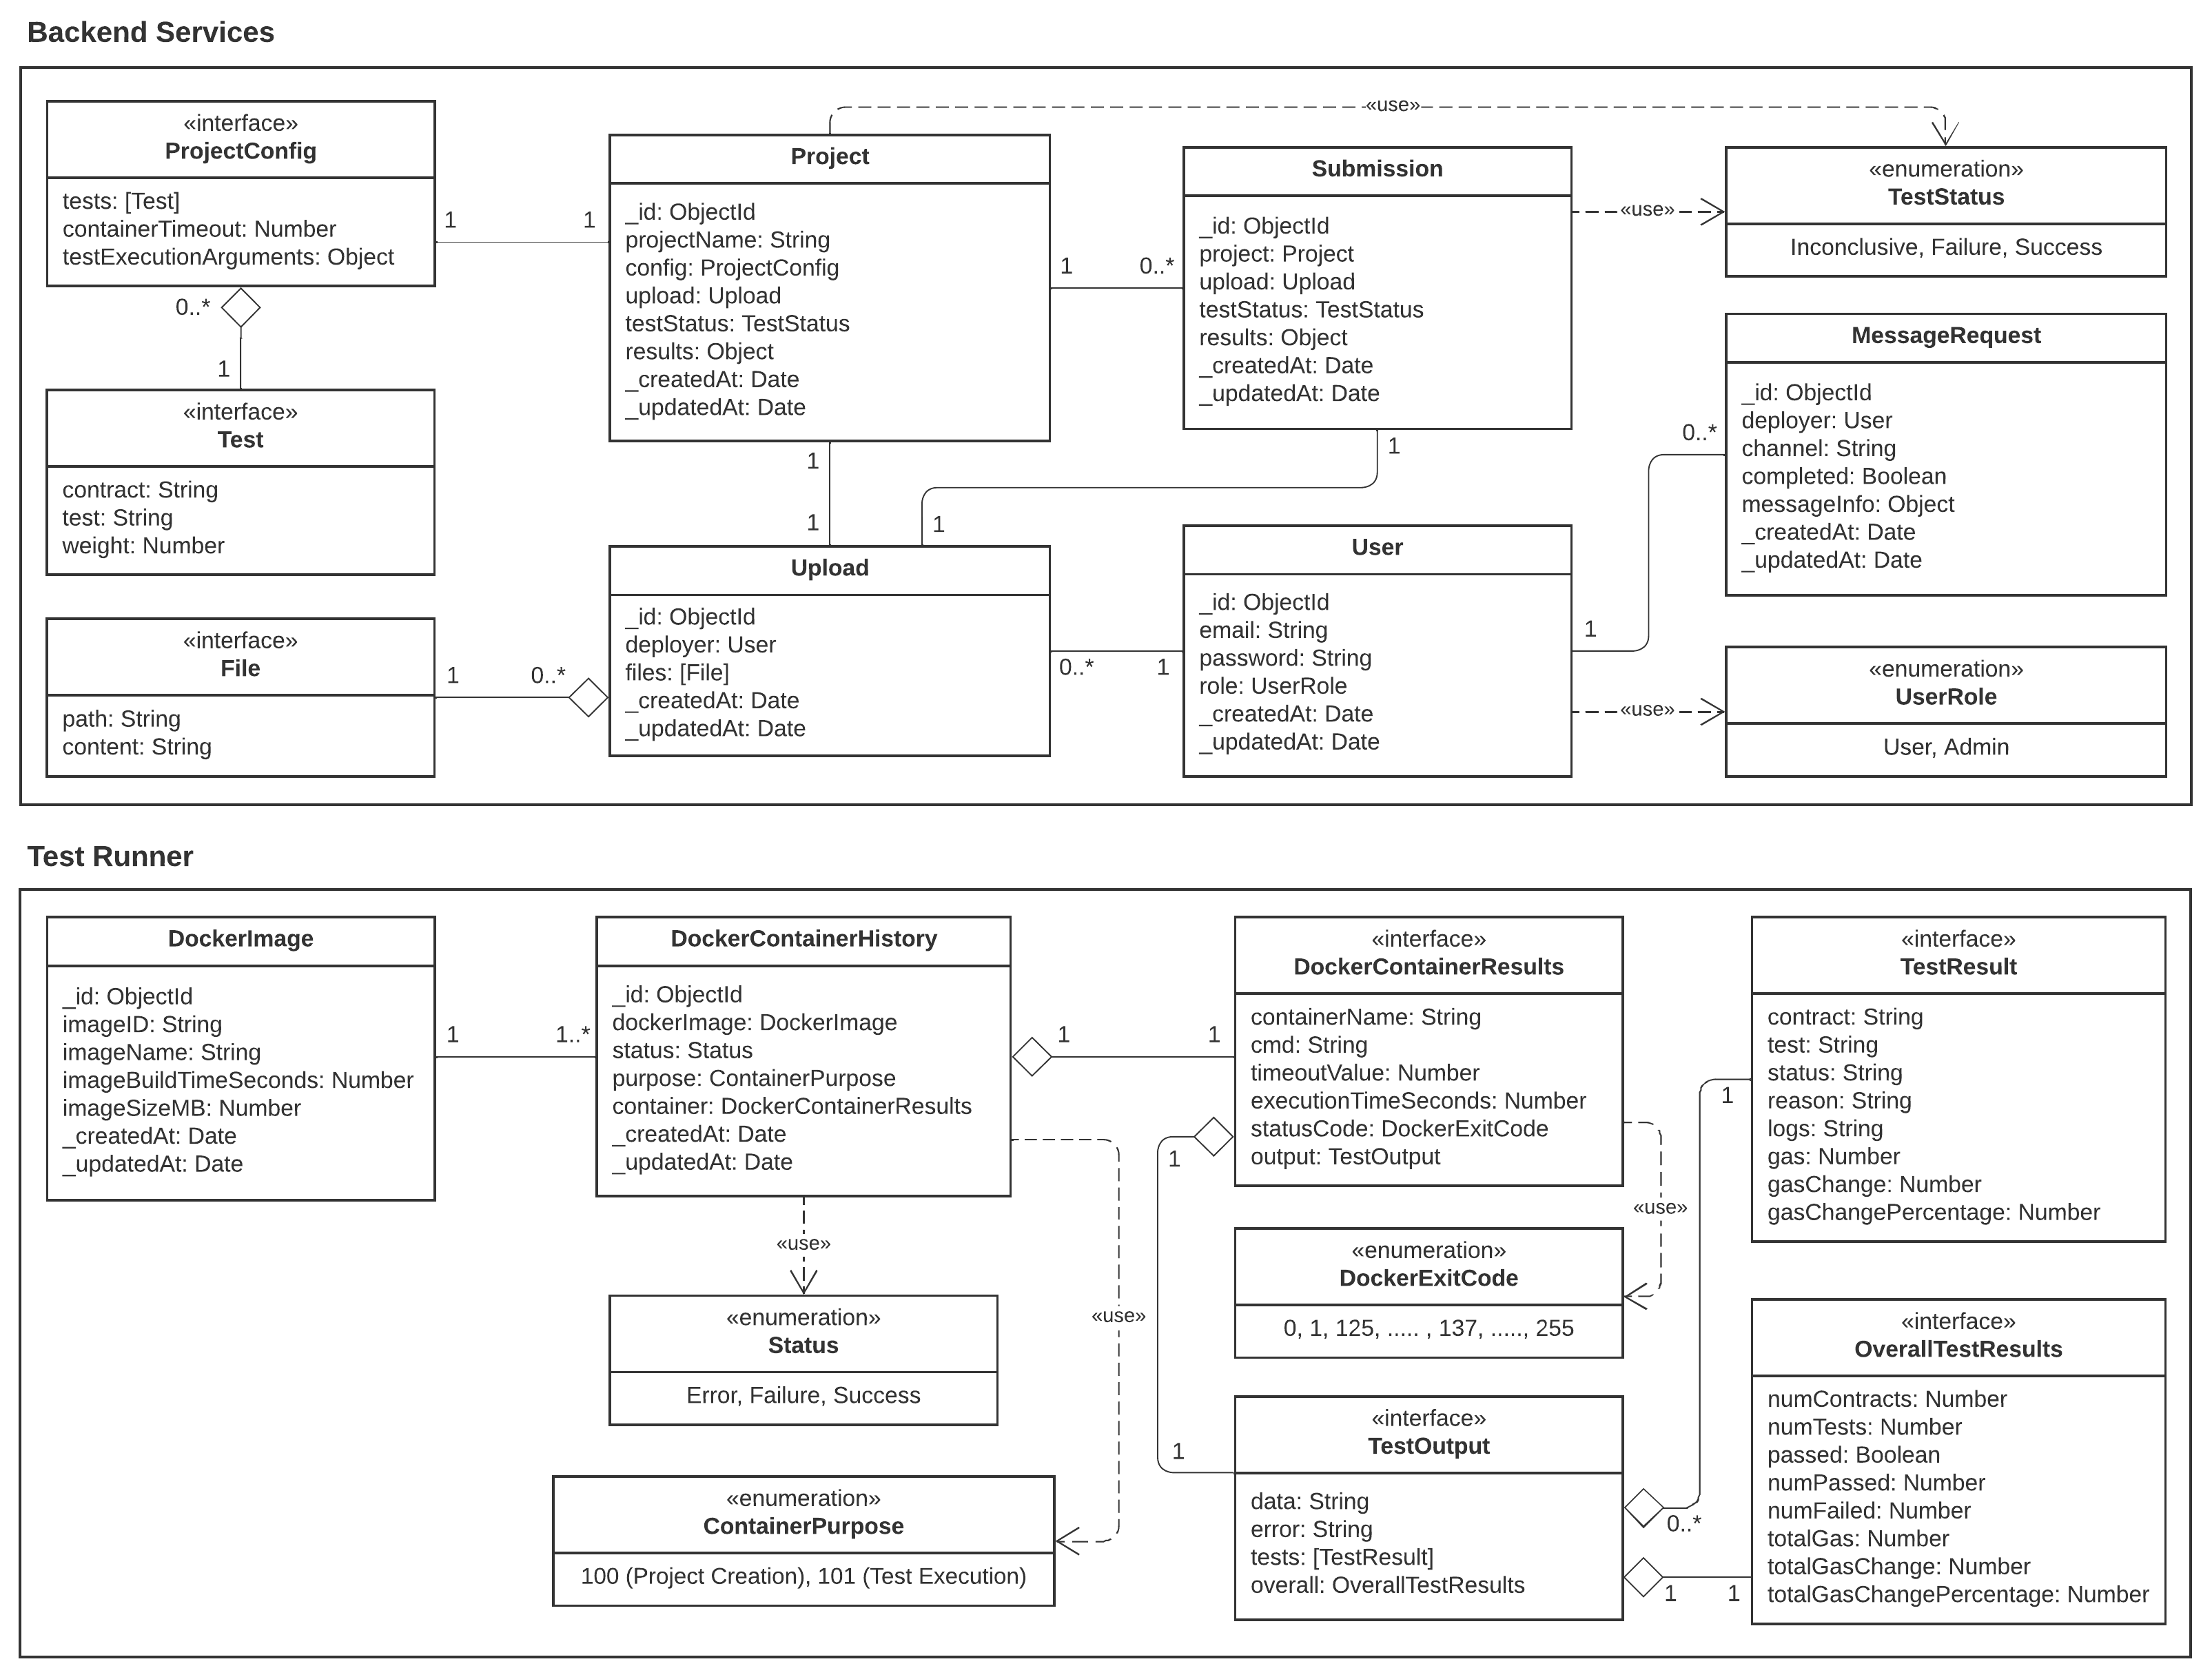 Backend Services
«interface»
ProjectConfig
tests: [Test]
containerTimeout: Number
testExecutionArguments: Object
1
1
0..*
1
«interface»
Test
contract: String
test: String
weight: Number
«interface»
File
path: String
content: String
1
0..*
Project
_id: ObjectId
projectName: String
config: ProjectConfig
upload: Upload
testStatus: TestStatus
results: Object
_createdAt: Date
_updatedAt: Date
«use»
1
0..*
1
1
1
1
Upload
_id: ObjectId
deployer: User
files: [File]
_createdAt: Date
_updatedAt: Date
0..*
1
Submission
_id: ObjectId
project: Project
upload: Upload
testStatus: TestStatus
results: Object
_createdAt: Date
_updatedAt: Date
«use»
User
_id: ObjectId
email: String
password: String
role: UserRole
_createdAt: Date
_updatedAt: Date
1
0..*
«use»
«enumeration»
TestStatus
Inconclusive, Failure, Success
MessageRequest
_id: ObjectId
deployer: User
channel: String
completed: Boolean
messageInfo: Object
_createdAt: Date
_updatedAt: Date
«enumeration»
UserRole
User, Admin
Test Runner
DockerImage
_id: ObjectId
imageID: String
imageName: String
imageBuildTimeSeconds: Number
imageSizeMB: Number
_createdAt: Date
_updatedAt: Date
1
1..*
DockerContainerHistory
_id: ObjectId
dockerImage: DockerImage
status: Status
purpose: ContainerPurpose
container: DockerContainerResults
_createdAt: Date
_updatedAt: Date
1
1
«use»
«enumeration»
Status
Error, Failure, Success
«use»
«enumeration»
ContainerPurpose
100 (Project Creation), 101 (Test Execution)
«interface»
DockerContainerResults
containerName: String
cmd: String
timeoutValue: Number
executionTimeSeconds: Number
statusCode: DockerExitCode
output: TestOutput
1
1
«use»
«enumeration»
DockerExitCode
0, 1, 125, ..... , 137, ....., 255
«interface»
TestOutput
data: String
error: String
tests: [TestResult]
overall: OverallTestResults
1
0..*
1
1
«interface»
TestResult
contract: String
test: String
status: String
reason: String
logs: String
gas: Number
gasChange: Number
gasChangePercentage: Number
«interface»
OverallTestResults
numContracts: Number
numTests: Number
passed: Boolean
numPassed: Number
numFailed: Number
totalGas: Number
totalGasChange: Number
totalGasChangePercentage: Number